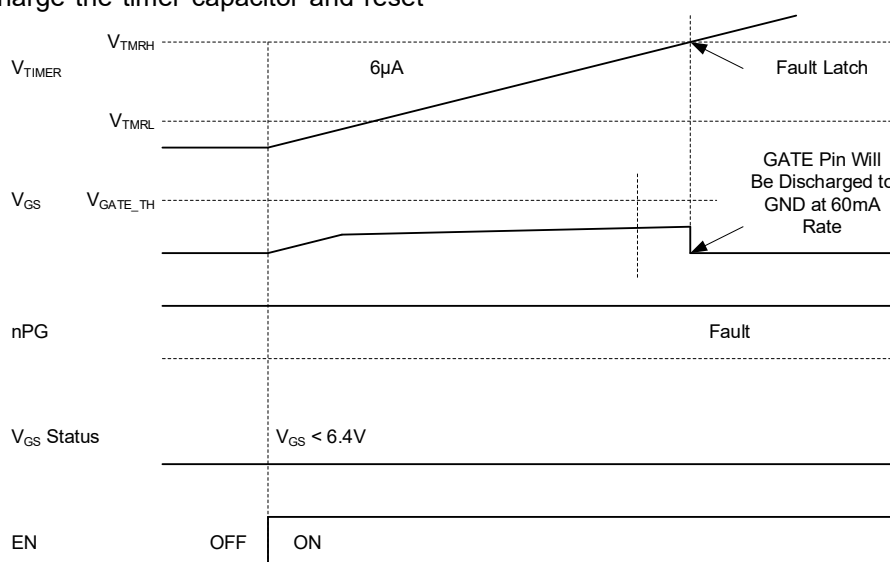 arge the timer capacitor and reset
VTMRH
VTIMER
6µA
Fault Latch
VTMRL
GATE Pin Will
Be Discharged to
GND at 60mA
Rate
VGS
VGATE_TH
nPG
Fault
VGS Status
VGS < 6.4V
EN
OFF
ON